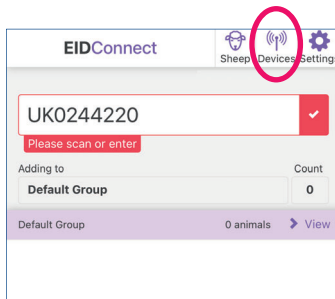 EIDConnect
Sheep Devices Settings
UK0244220
Please scan or enter
Adding to Count
Default Group 0
Default Group 0 animals View